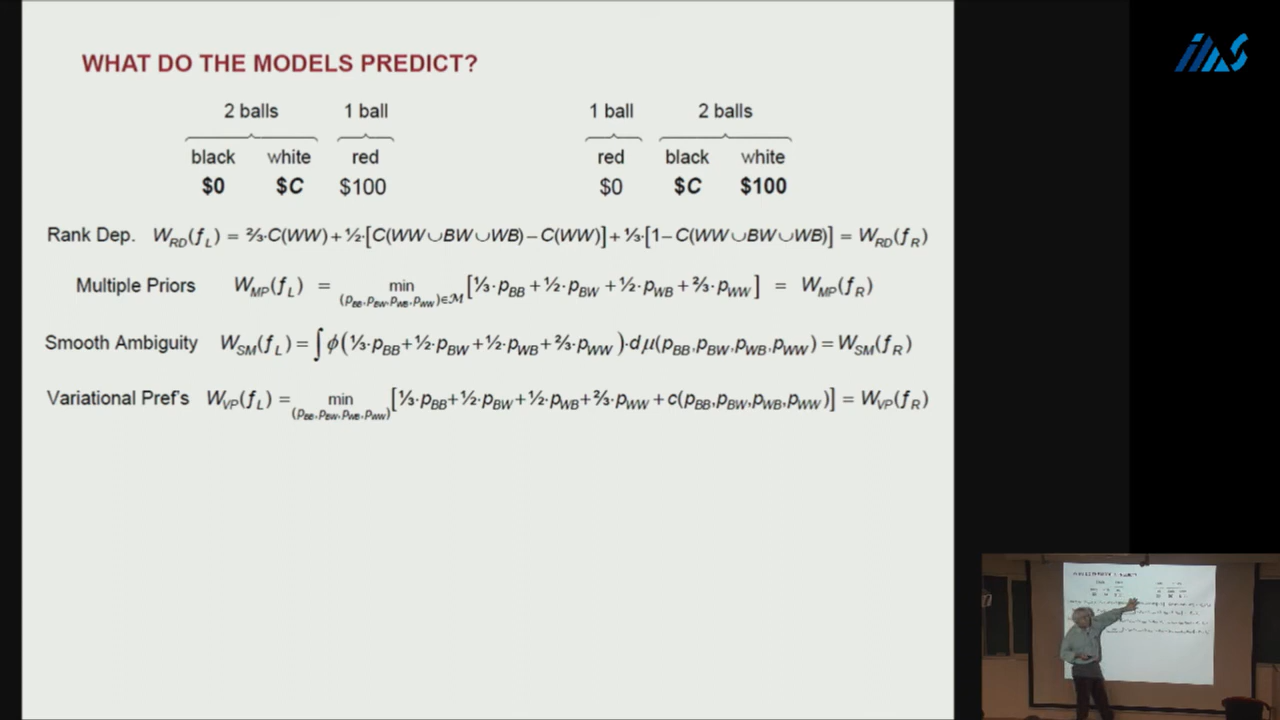 WHAT DO THE MODELS PREDICT?
2 balls 1 ball 1 ball 2 balls
black white red red black white
$0 $C $100 $0 $C $100
Rank Dep. W_RD(f_L) = ⅔·C(WW) + ½·[C(WW∪BW∪WB) − C(WW)] + ⅓·[1 − C(WW∪BW∪WB)] = W_RD(f_R)
Multiple Priors W_MP(f_L) = min_(p_BB,p_BW,p_WB,p_WW)∈ℳ [⅓·p_BB + ½·p_BW + ½·p_WB + ⅔·p_WW] = W_MP(f_R)
Smooth Ambiguity W_SM(f_L) = ∫ϕ(⅓·p_BB + ½·p_BW + ½·p_WB + ⅔·p_WW)·dμ(p_BB,p_BW,p_WB,p_WW) = W_SM(f_R)
Variational Pref's W_VP(f_L) = min_(p_BB,p_BW,p_WB,p_WW) [⅓·p_BB + ½·p_BW + ½·p_WB + ⅔·p_WW + c(p_BB,p_BW,p_WB,p_WW)] = W_VP(f_R)